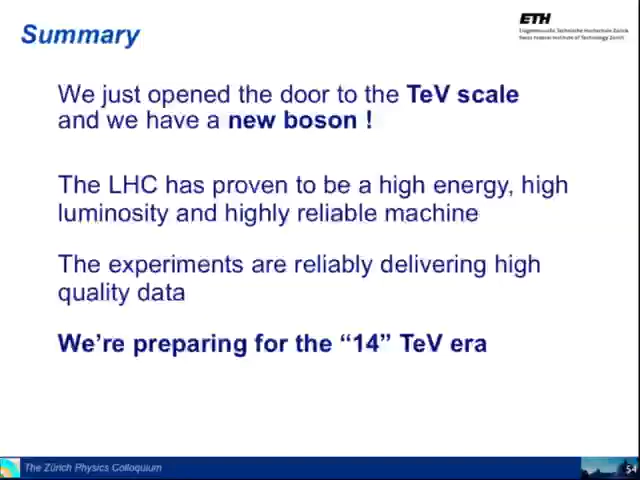 Summary
ETH
Eidgenössische Technische Hochschule Zürich
Swiss Federal Institute of Technology Zurich
We just opened the door to the TeV scale
and we have a new boson !
The LHC has proven to be a high energy, high
luminosity and highly reliable machine
The experiments are reliably delivering high
quality data
We're preparing for the “14” TeV era
The Zürich Physics Colloquium
54